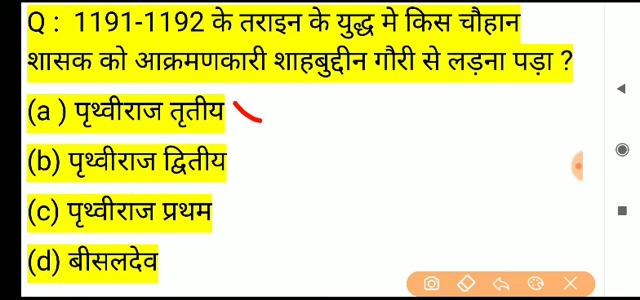 Q : 1191-1192 के तराइन के युद्ध मे किस चौहान
शासक को आक्रमणकारी शाहबुद्दीन गौरी से लड़ना पड़ा ?
(a ) पृथ्वीराज तृतीय
(b) पृथ्वीराज द्वितीय
(c) पृथ्वीराज प्रथम
(d) बीसलदेव